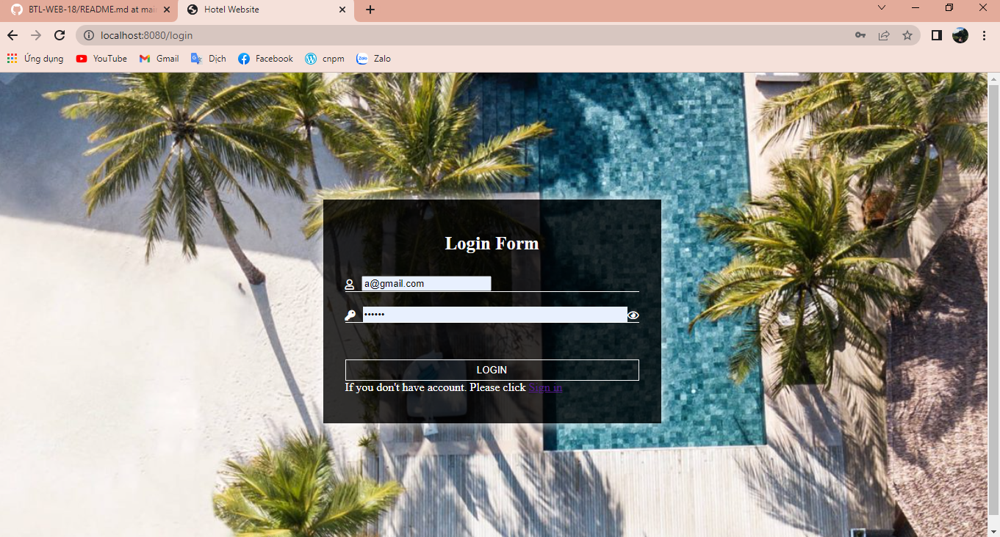 BTL-WEB-18/README.md at mai
Hotel Website
localhost:8080/login
Ứng dụng
YouTube
Gmail
Dịch
Facebook
cnpm
Zalo
Zalo
Login Form
a@gmail.com
••••••
LOGIN
If you don't have account. Please click Sign in